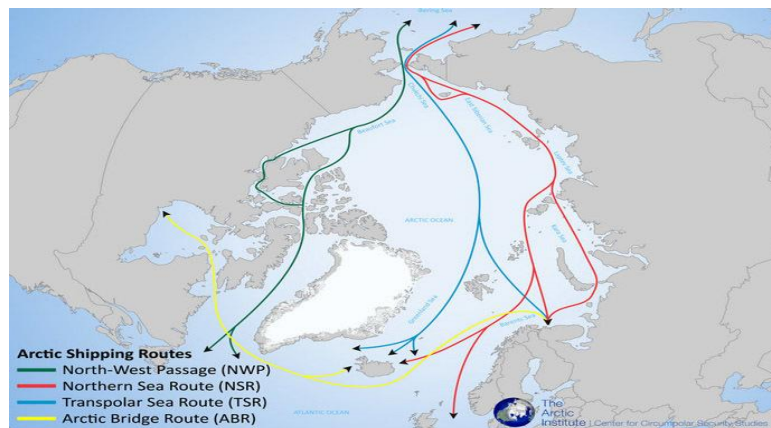 Bering Sea
Chukchi Sea
East Siberian Sea
Beaufort Sea
Laptev Sea
ARCTIC OCEAN
Kara Sea
Greenland Sea
Barents Sea
Arctic Shipping Routes
North-West Passage (NWP)
Northern Sea Route (NSR)
Transpolar Sea Route (TSR)
Arctic Bridge Route (ABR)
ATLANTIC OCEAN
The
Arctic
Institute | Center for Circumpolar Security Studies